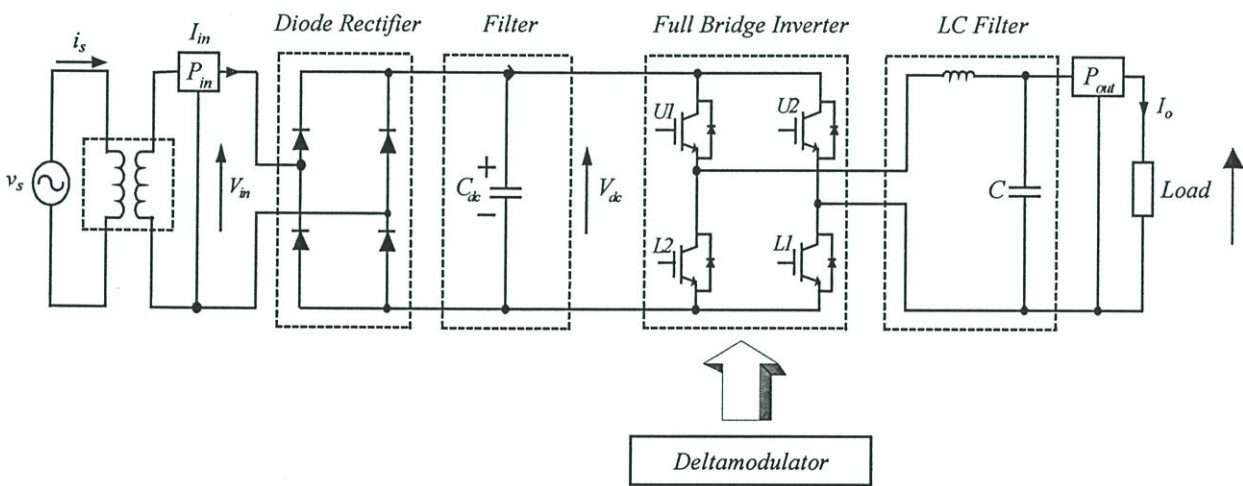 Diode Rectifier
Filter
Full Bridge Inverter
LC Filter
i_s
I_in
P_in
v_s
V_in
C_dc
+
−
V_dc
U1
U2
L2
L1
C
P_out
I_o
Load
Deltamodulator